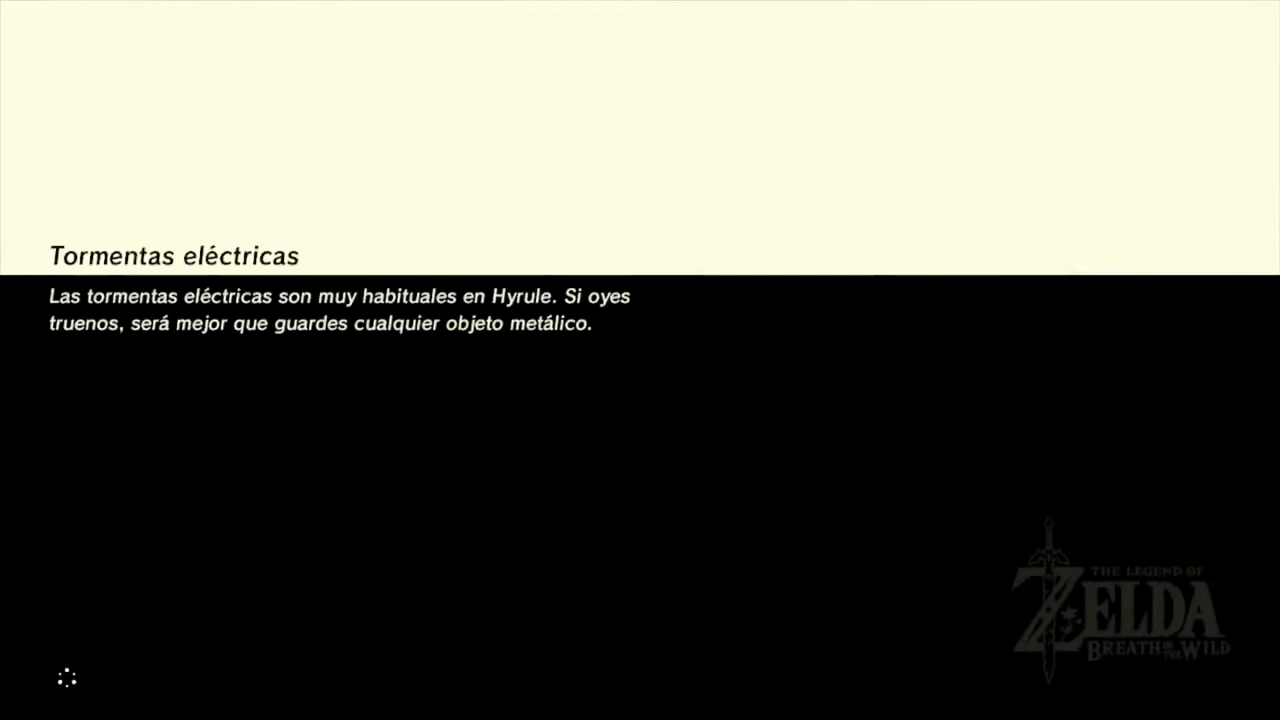 Tormentas eléctricas
Las tormentas eléctricas son muy habituales en Hyrule. Si oyes
truenos, será mejor que guardes cualquier objeto metálico.
THE LEGEND OF
ZELDA
BREATH OF THE WILD